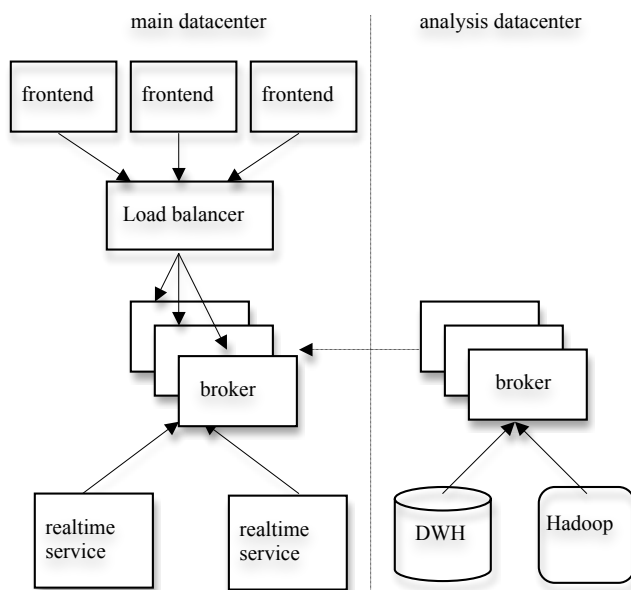 main datacenter
analysis datacenter
frontend
frontend
frontend
Load balancer
broker
broker
realtime
service
realtime
service
DWH
Hadoop